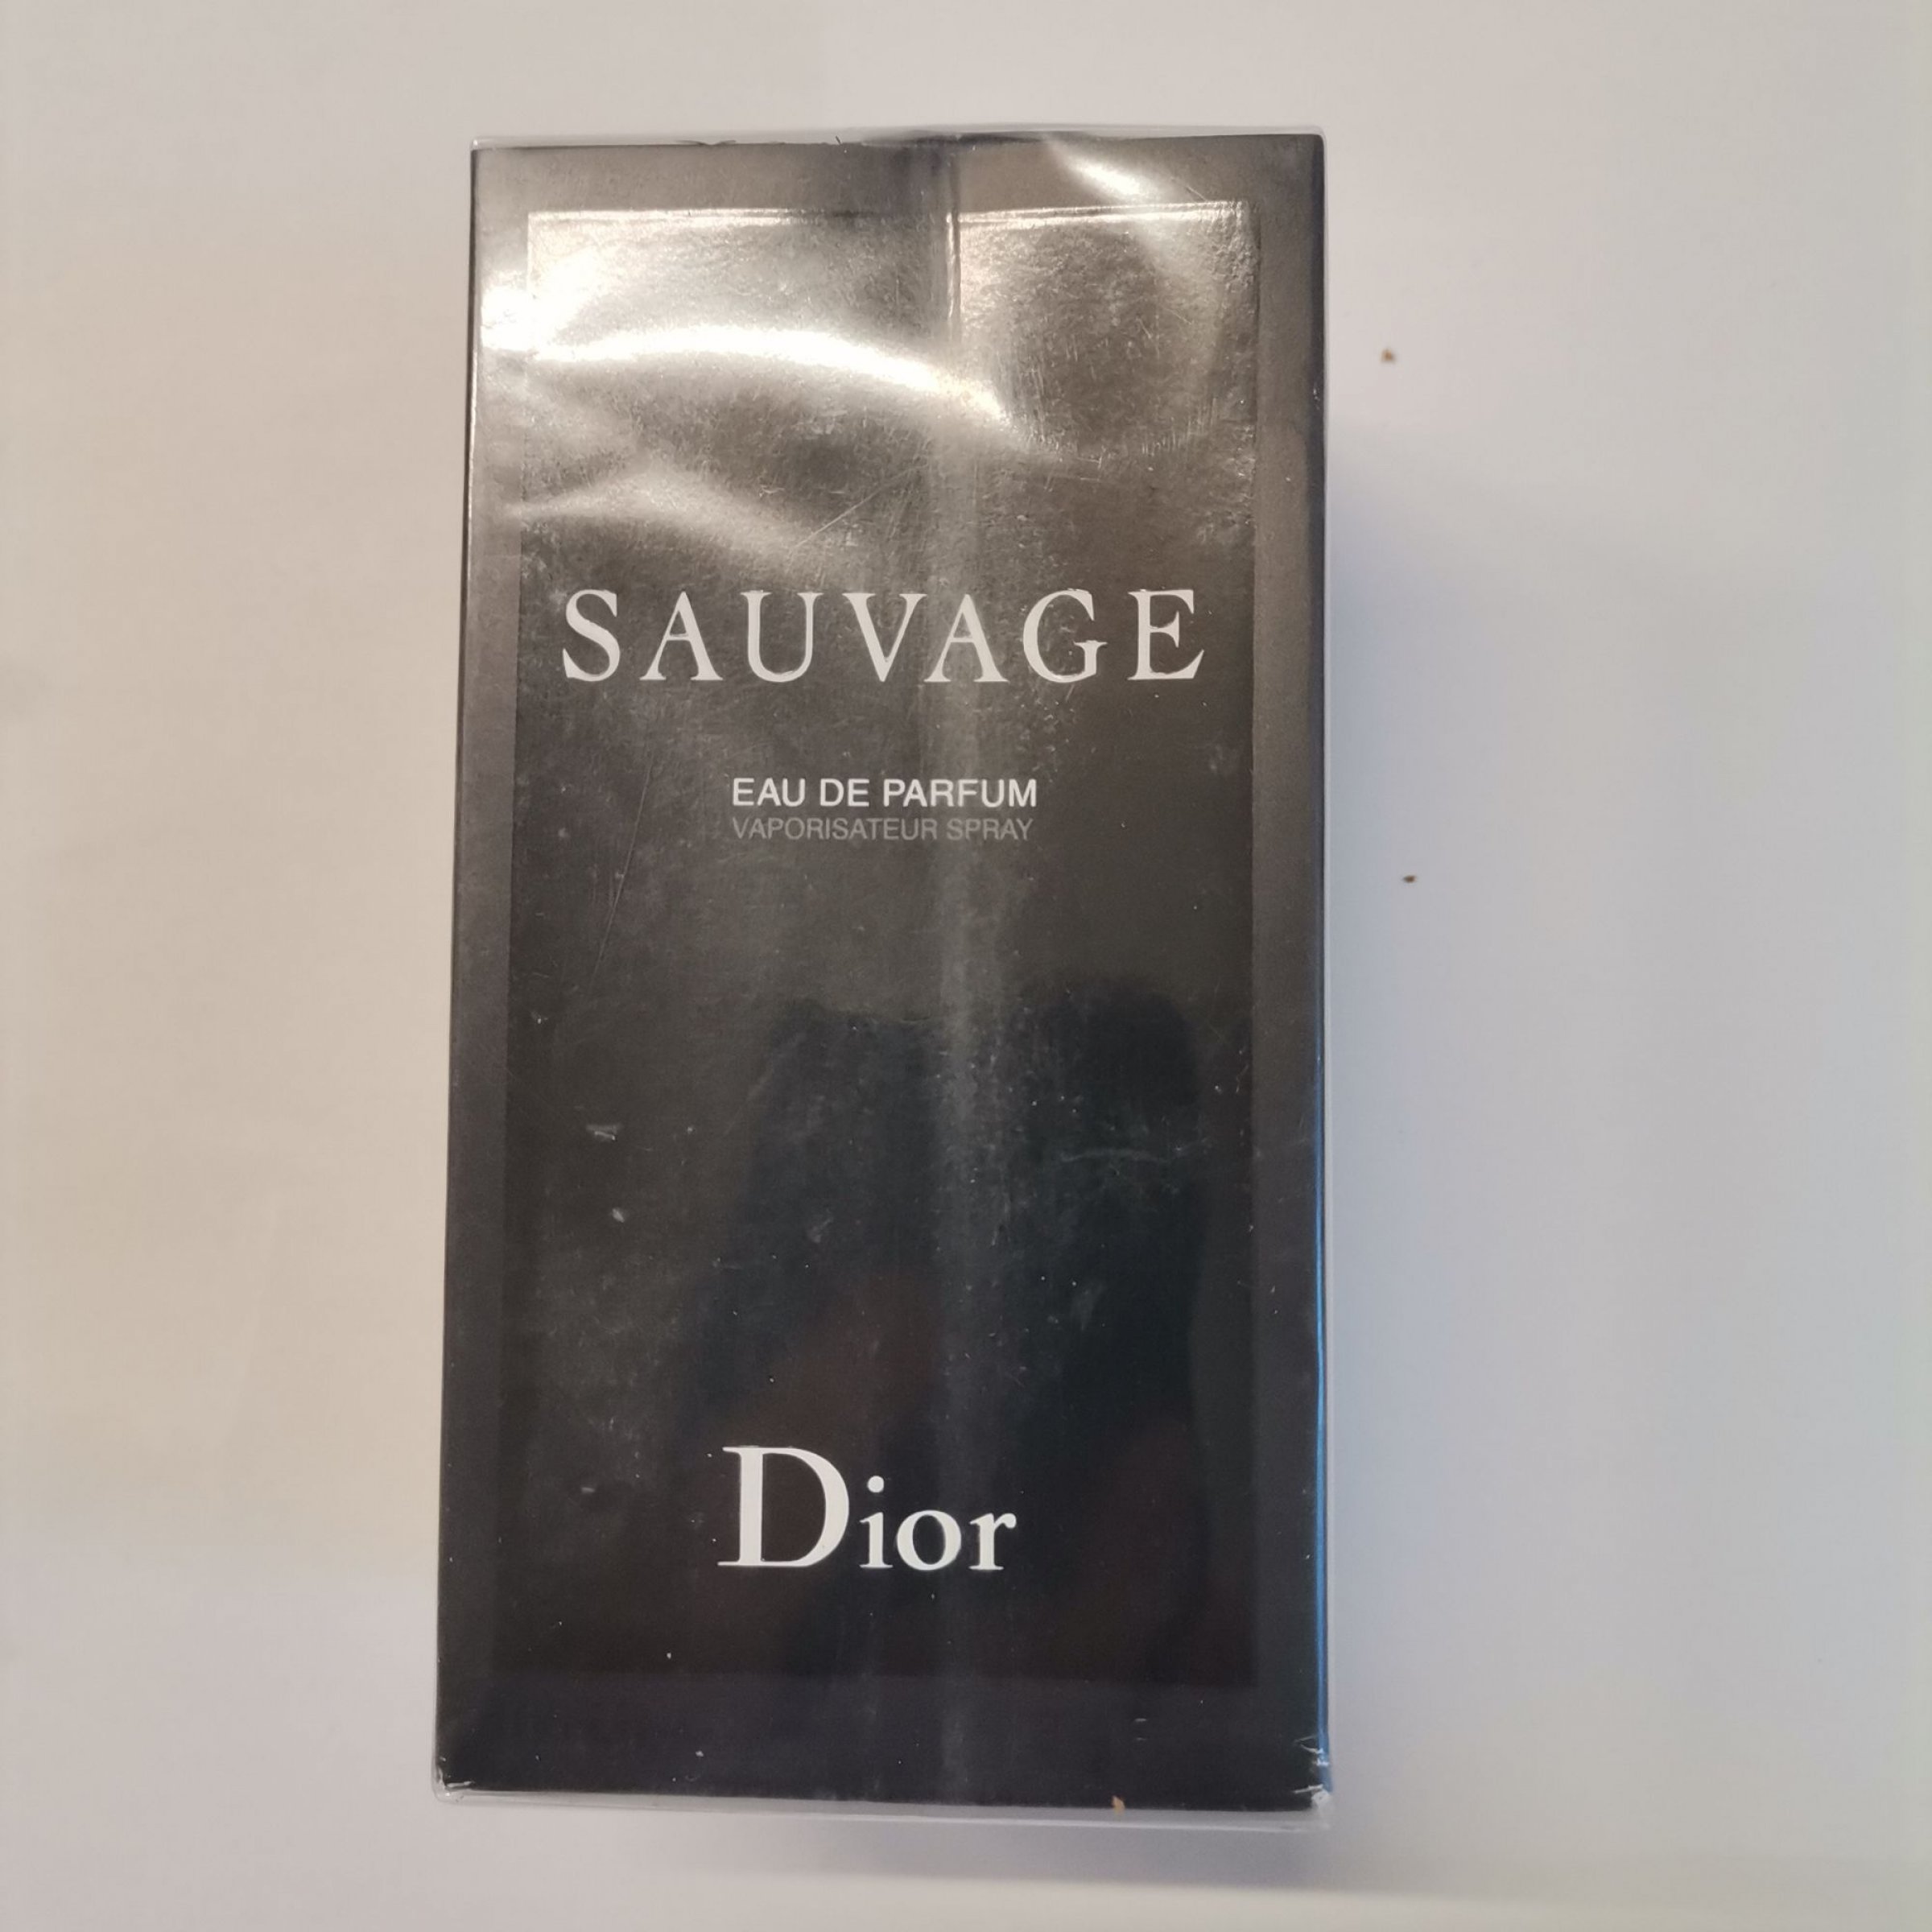 SAUVAGE
EAU DE PARFUM
VAPORISATEUR SPRAY
Dior